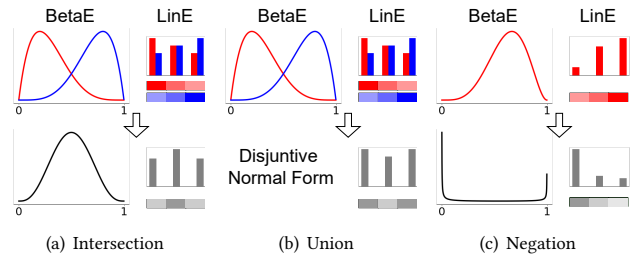 BetaE LinE BetaE LinE BetaE LinE
0 1 0 1 0 1
Disjunctive
Normal Form
0 1 0 1
(a) Intersection (b) Union (c) Negation